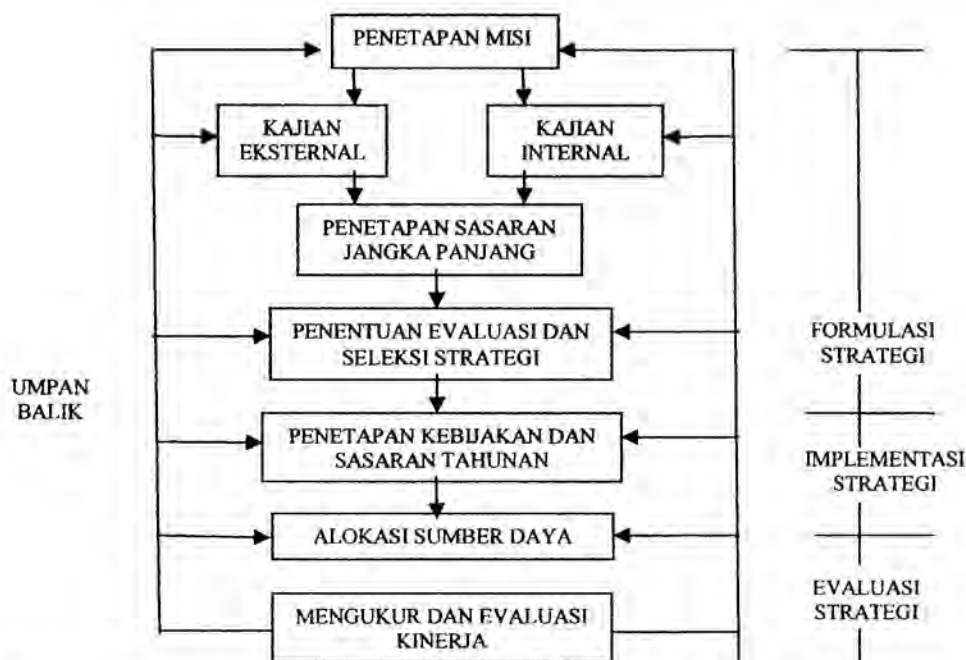 PENETAPAN MISI
KAJIAN
EKSTERNAL
KAJIAN
INTERNAL
PENETAPAN SASARAN
JANGKA PANJANG
PENENTUAN EVALUASI DAN
SELEKSI STRATEGI
FORMULASI
STRATEGI
UMPAN
BALIK
PENETAPAN KEBIJAKAN DAN
SASARAN TAHUNAN
IMPLEMENTASI
STRATEGI
ALOKASI SUMBER DAYA
MENGUKUR DAN EVALUASI
KINERJA
EVALUASI
STRATEGI